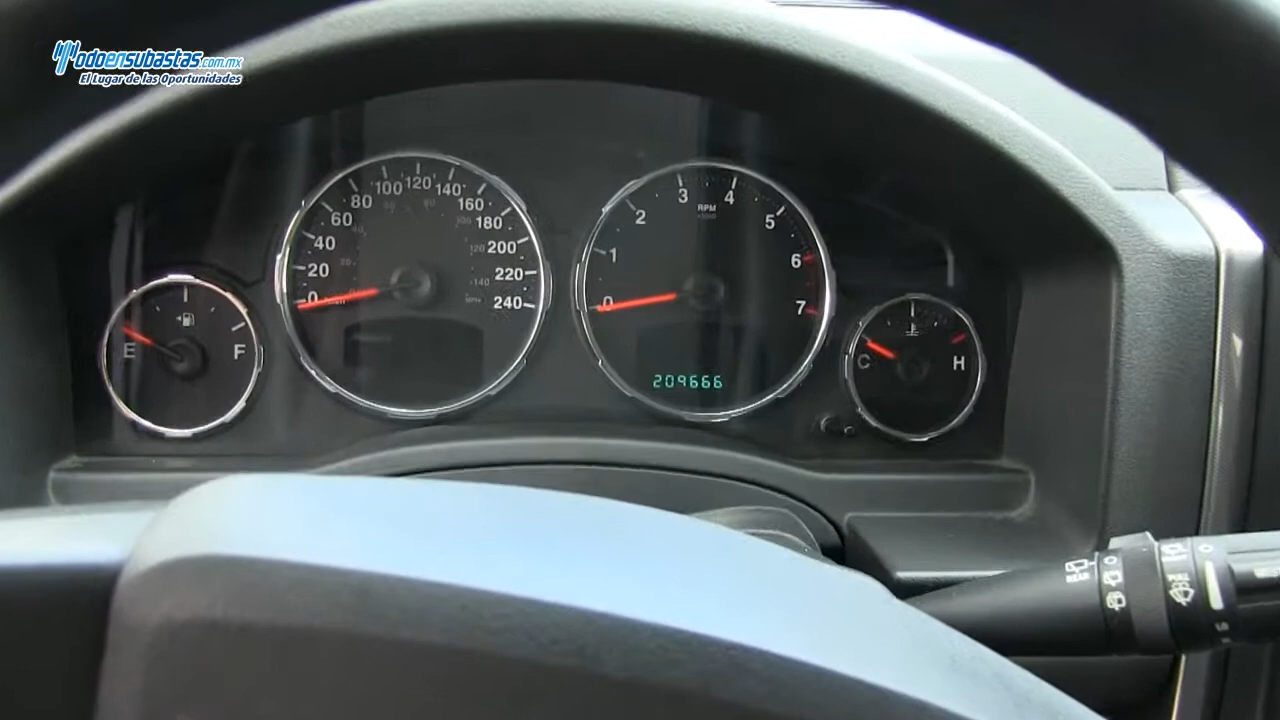 Todoensubastas.com.mx
El Lugar de las Oportunidades
0 20 40 60 80 100 120 140 160 180 200 220 240
0 1 2 3 4 5 6 7
RPM
209666
E F
C H
REAR